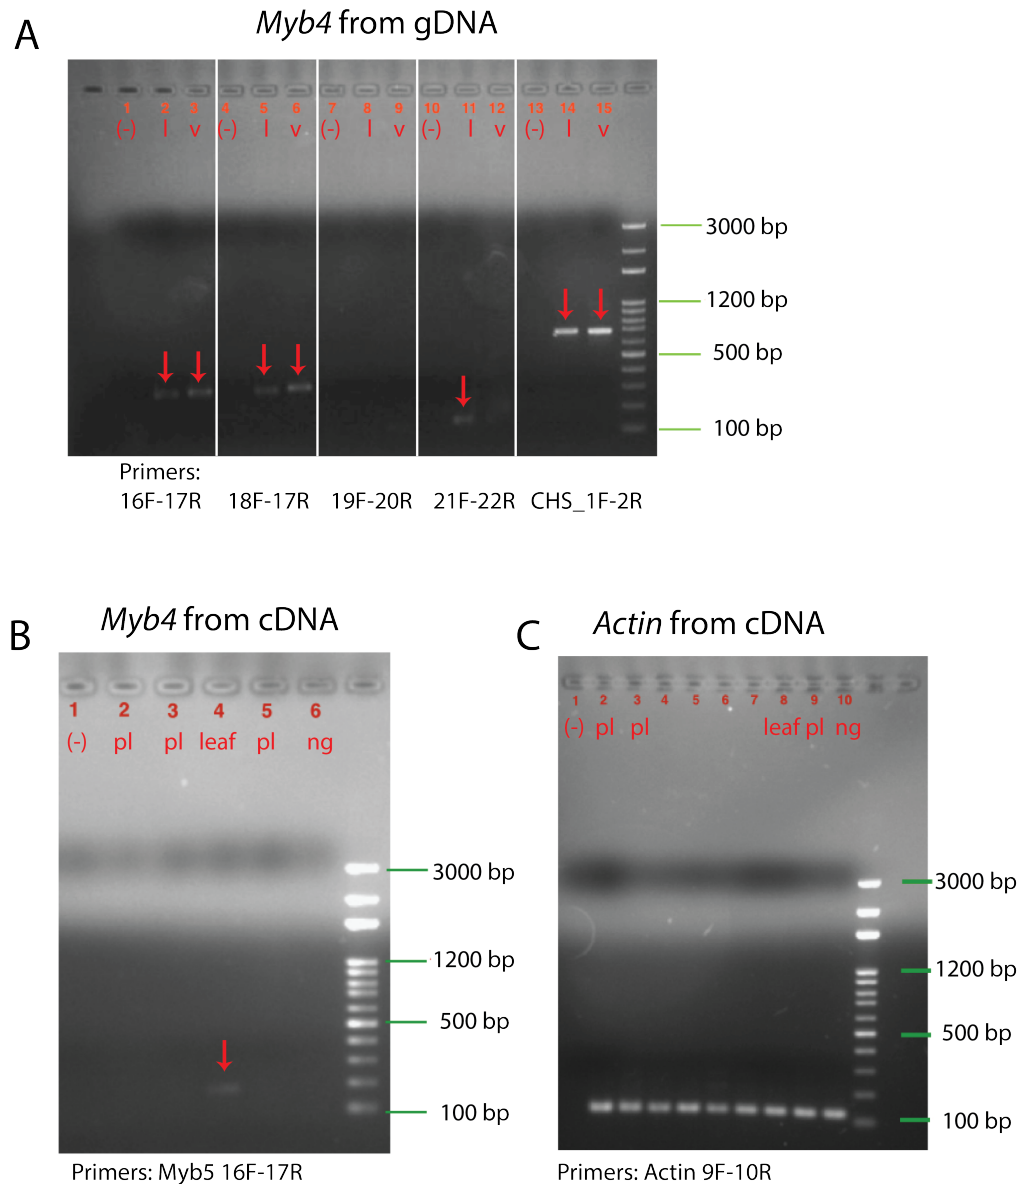 A
Myb4 from gDNA
1 2 3 4 5 6 7 8 9 10 11 12 13 14 15
(-) l v (-) l v (-) l v (-) l v (-) l v
3000 bp
1200 bp
500 bp
100 bp
Primers:
16F-17R 18F-17R 19F-20R 21F-22R CHS_1F-2R
B
Myb4 from cDNA
1 2 3 4 5 6
(-) pl pl leaf pl ng
3000 bp
1200 bp
500 bp
100 bp
Primers: Myb5 16F-17R
C
Actin from cDNA
1 2 3 4 5 6 7 8 9 10
(-) pl pl leaf pl ng
3000 bp
1200 bp
500 bp
100 bp
Primers: Actin 9F-10R